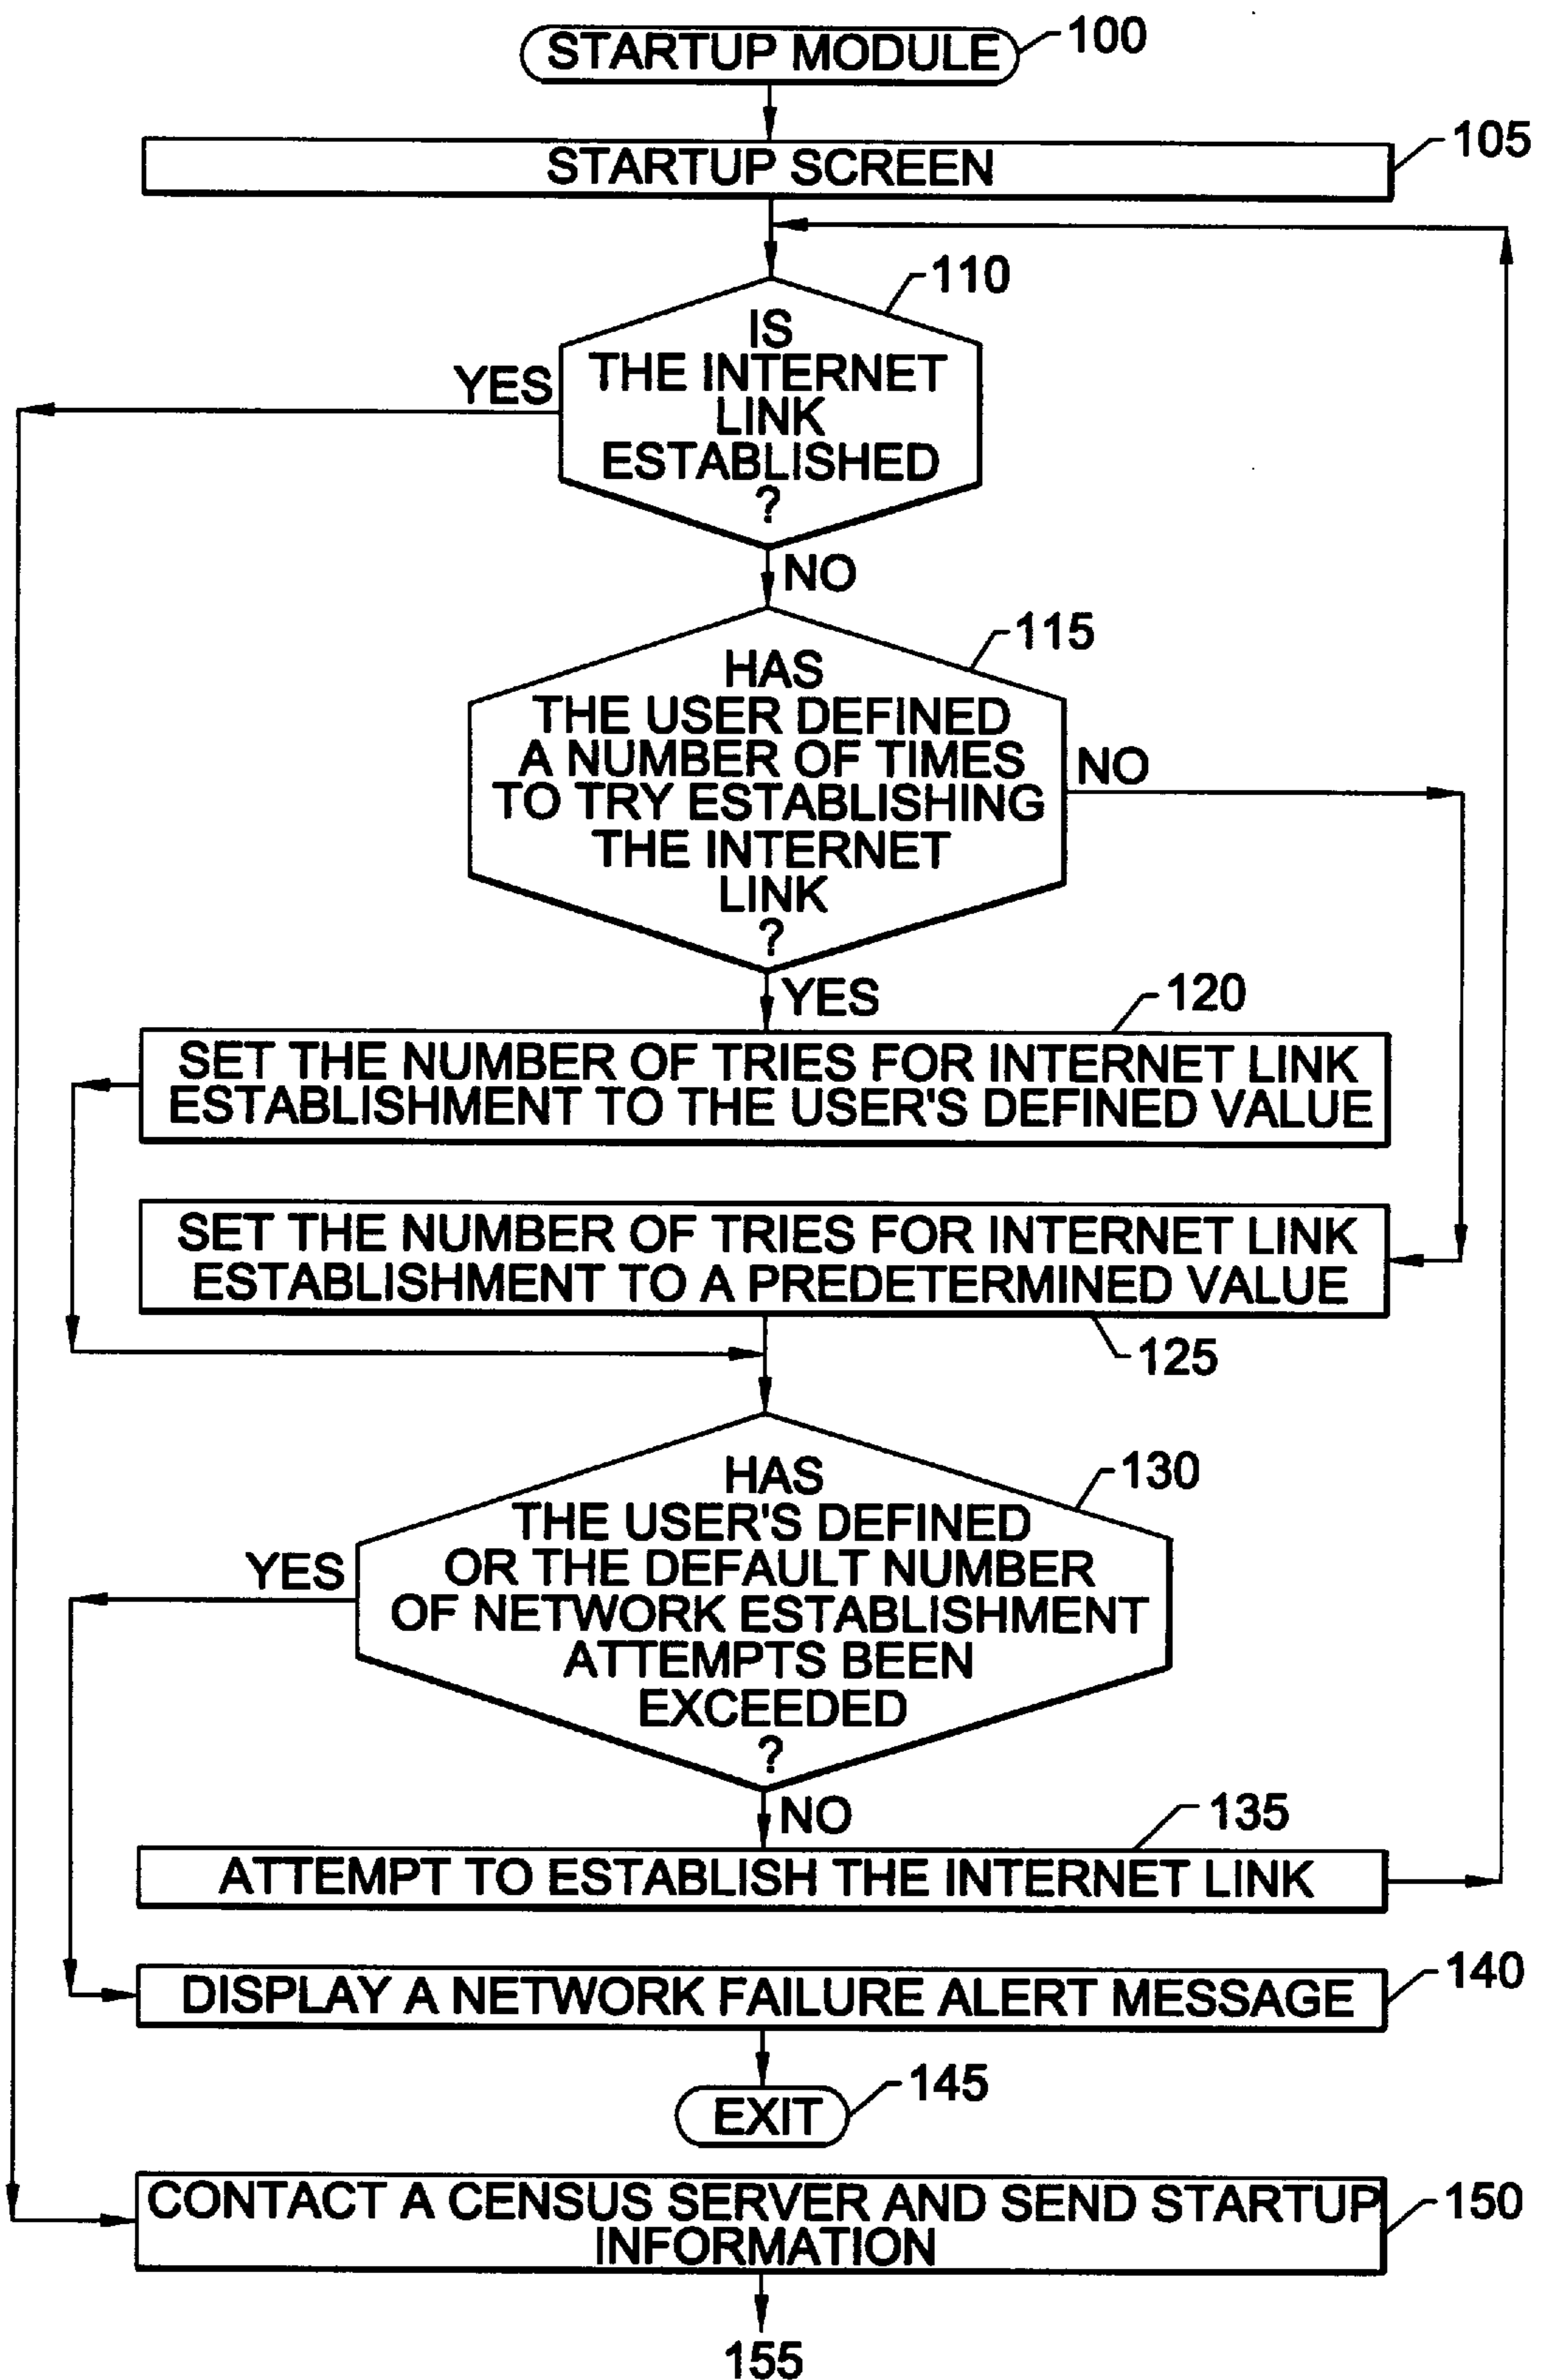 STARTUP MODULE
100
STARTUP SCREEN
105
110
IS
THE INTERNET
LINK
ESTABLISHED
?
YES
NO
115
HAS
THE USER DEFINED
A NUMBER OF TIMES
TO TRY ESTABLISHING
THE INTERNET
LINK
?
NO
YES
120
SET THE NUMBER OF TRIES FOR INTERNET LINK
ESTABLISHMENT TO THE USER'S DEFINED VALUE
SET THE NUMBER OF TRIES FOR INTERNET LINK
ESTABLISHMENT TO A PREDETERMINED VALUE
125
130
HAS
THE USER'S DEFINED
OR THE DEFAULT NUMBER
OF NETWORK ESTABLISHMENT
ATTEMPTS BEEN
EXCEEDED
?
YES
NO
135
ATTEMPT TO ESTABLISH THE INTERNET LINK
DISPLAY A NETWORK FAILURE ALERT MESSAGE
140
EXIT
145
CONTACT A CENSUS SERVER AND SEND STARTUP
INFORMATION
150
155